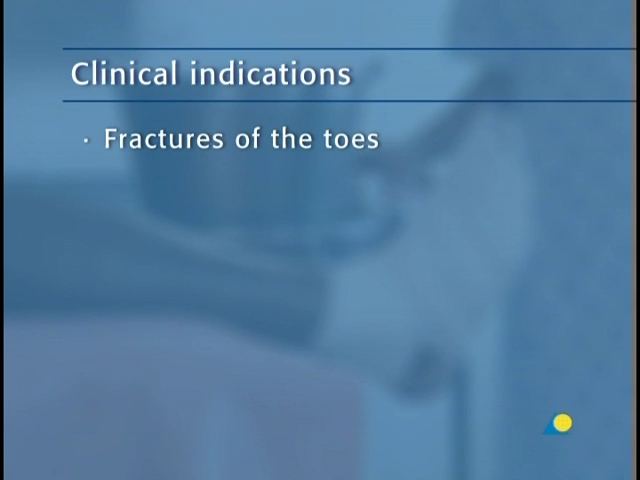 Clinical indications
· Fractures of the toes